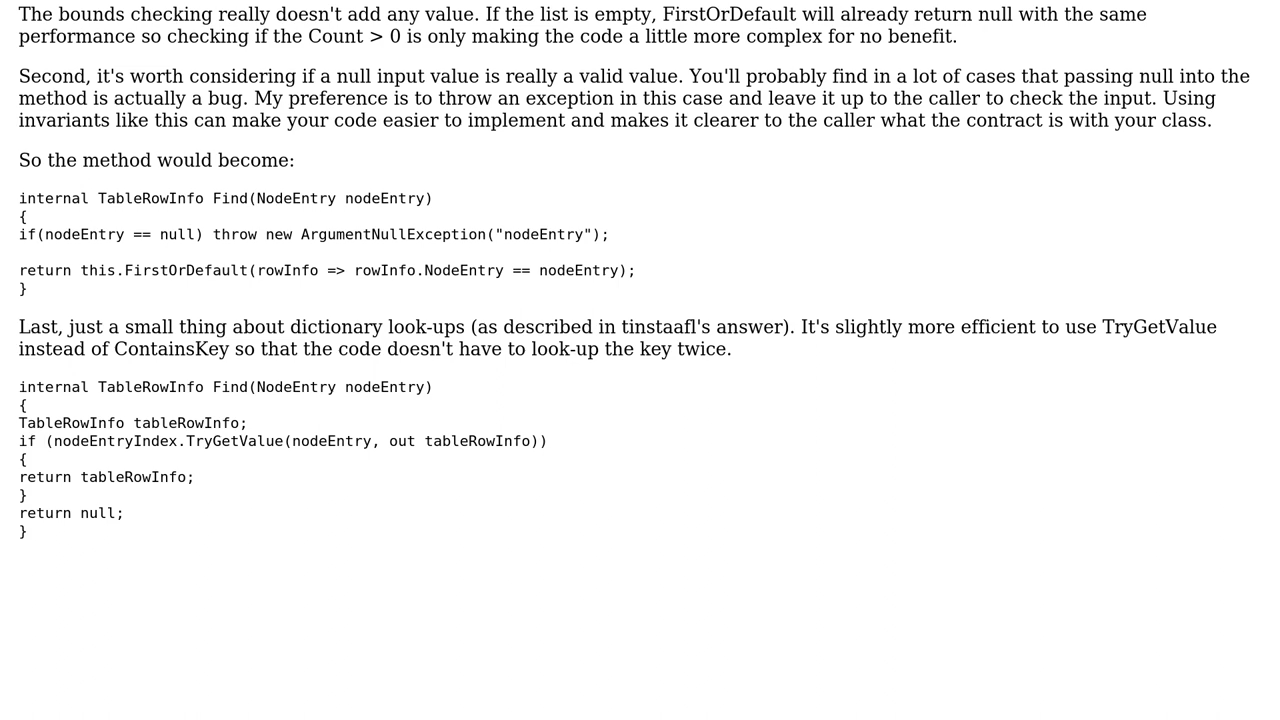 The bounds checking really doesn't add any value. If the list is empty, FirstOrDefault will already return null with the same
performance so checking if the Count > 0 is only making the code a little more complex for no benefit.
Second, it's worth considering if a null input value is really a valid value. You'll probably find in a lot of cases that passing null into the
method is actually a bug. My preference is to throw an exception in this case and leave it up to the caller to check the input. Using
invariants like this can make your code easier to implement and makes it clearer to the caller what the contract is with your class.
So the method would become:
internal TableRowInfo Find(NodeEntry nodeEntry)
{
if(nodeEntry == null) throw new ArgumentNullException("nodeEntry");
return this.FirstOrDefault(rowInfo => rowInfo.NodeEntry == nodeEntry);
}
Last, just a small thing about dictionary look-ups (as described in tinstaafl's answer). It's slightly more efficient to use TryGetValue
instead of ContainsKey so that the code doesn't have to look-up the key twice.
internal TableRowInfo Find(NodeEntry nodeEntry)
{
TableRowInfo tableRowInfo;
if (nodeEntryIndex.TryGetValue(nodeEntry, out tableRowInfo))
{
return tableRowInfo;
}
return null;
}